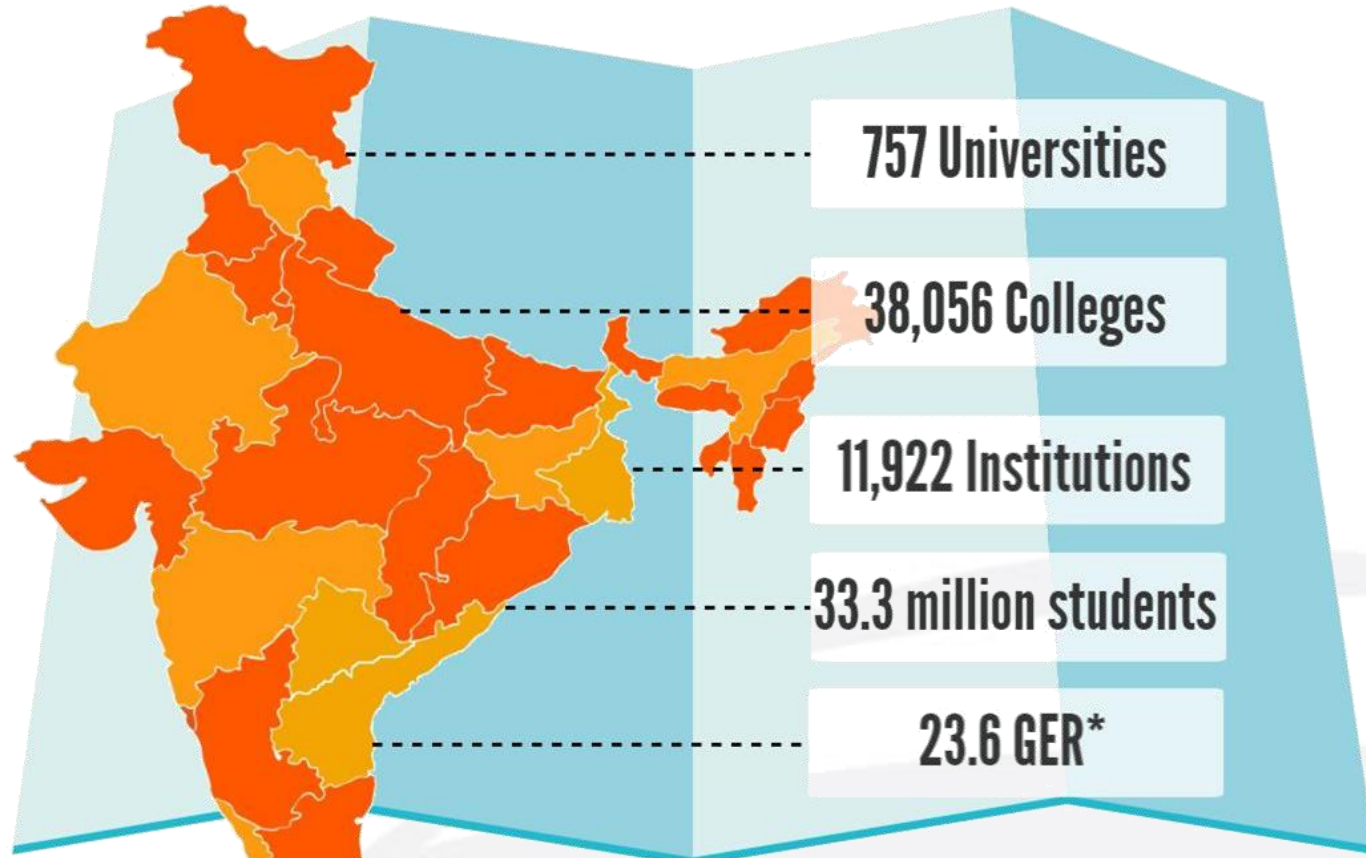 757 Universities
38,056 Colleges
11,922 Institutions
33.3 million students
23.6 GER*